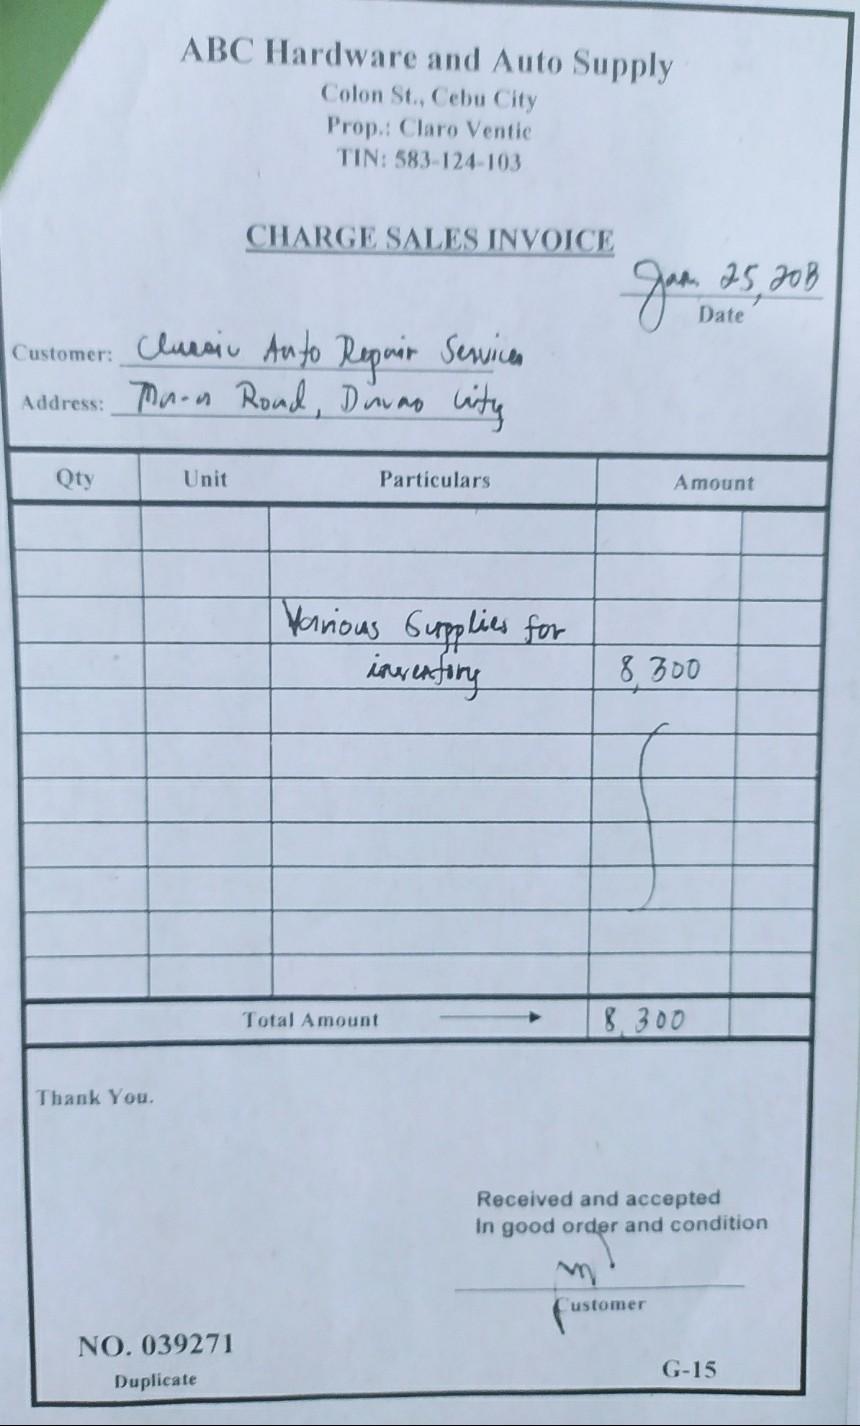 ABC Hardware and Auto Supply
Colon St., Cebu City
Prop.: Claro Ventic
TIN: 583-124-103
CHARGE SALES INVOICE
Jan. 25, 2013
Date
Customer: Classic Auto Repair Services
Address: Ma-a Road, Davao City
Qty Unit Particulars Amount
Various Supplies for
inventory 8,300
Total Amount 8,300
Thank You.
Received and accepted
In good order and condition
Customer
NO. 039271
Duplicate
G-15